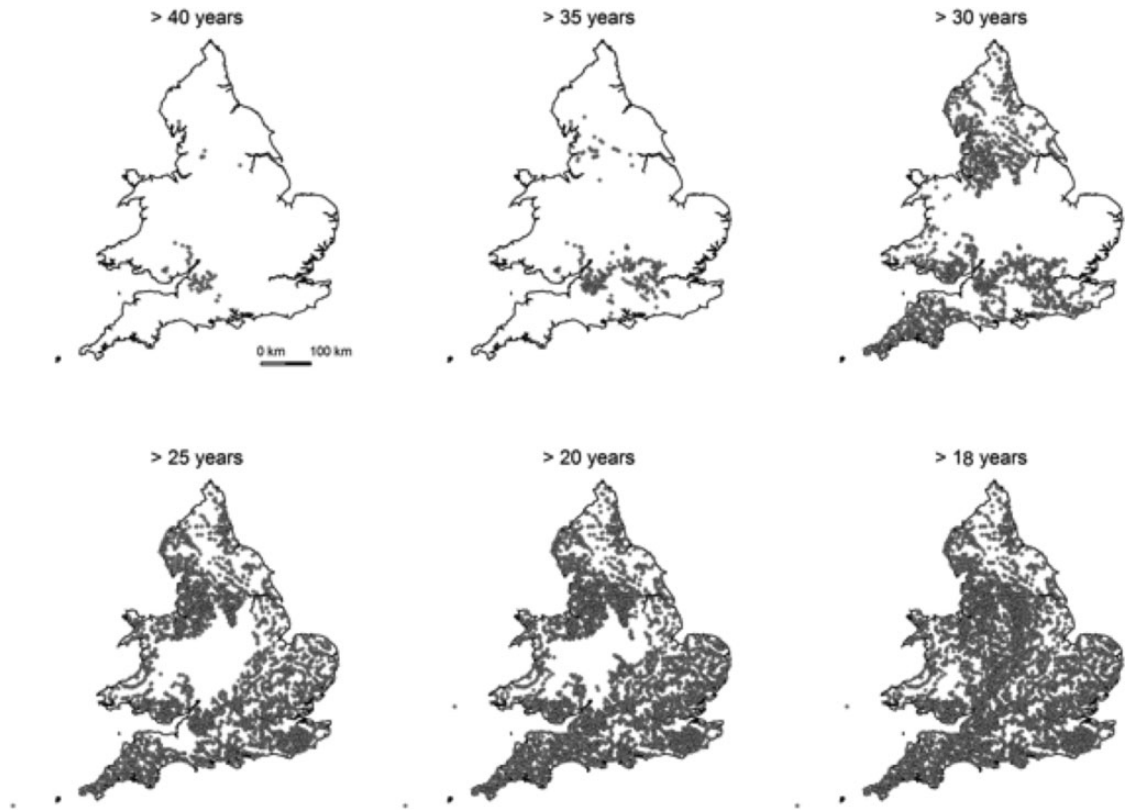 > 40 years
> 35 years
> 30 years
0 km 100 km
> 25 years
> 20 years
> 18 years